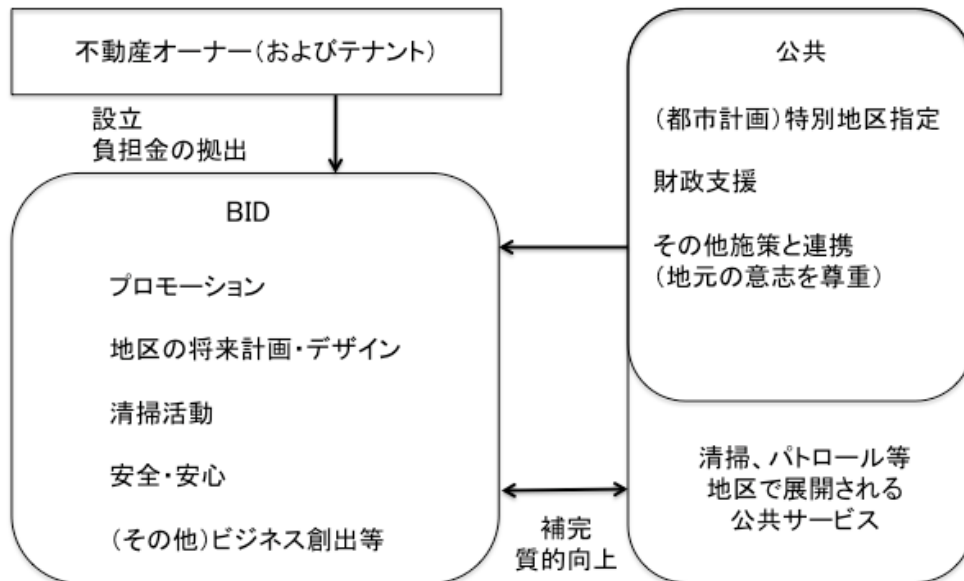 不動産オーナー（およびテナント）
設立
負担金の拠出
BID
プロモーション
地区の将来計画・デザイン
清掃活動
安全・安心
（その他）ビジネス創出等
公共
（都市計画）特別地区指定
財政支援
その他施策と連携
（地元の意志を尊重）
清掃、パトロール等
地区で展開される
公共サービス
補完
質的向上